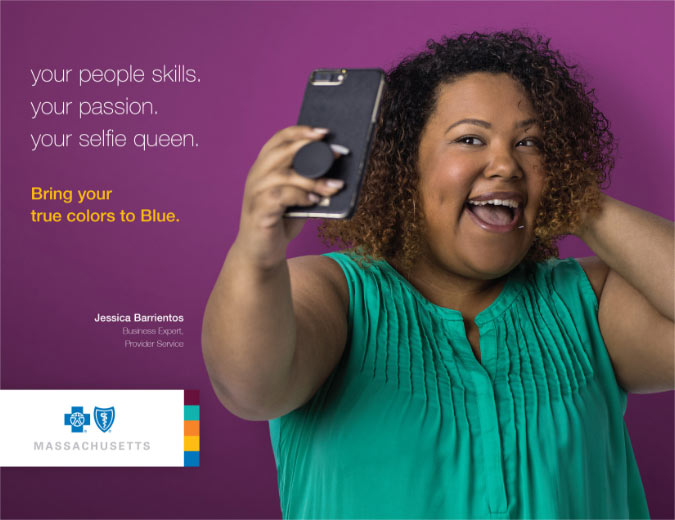 your people skills.
your passion.
your selfie queen.
Bring your
true colors to Blue.
Jessica Barrientos
Business Expert,
Provider Service
MASSACHUSETTS